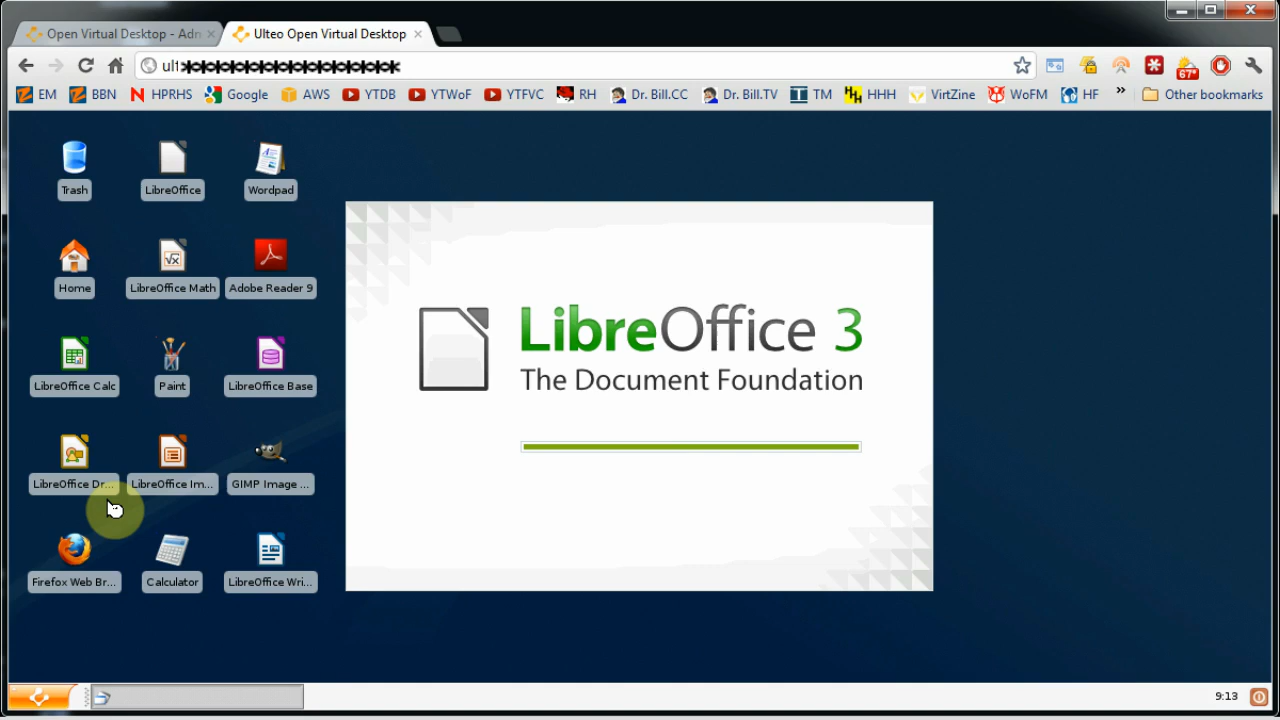 Open Virtual Desktop - Adn
Ulteo Open Virtual Desktop
ult
67°
EM BBN HPRHS Google AWS YTDB YTWoF YTFVC RH Dr. Bill.CC Dr. Bill.TV TM HHH VirtZine WoFM HF » Other bookmarks
Trash LibreOffice Wordpad
Home LibreOffice Math Adobe Reader 9
LibreOffice Calc Paint LibreOffice Base
LibreOffice Dr... LibreOffice Im... GIMP Image ...
Firefox Web Br... Calculator LibreOffice Wri...
LibreOffice 3
The Document Foundation
9:13